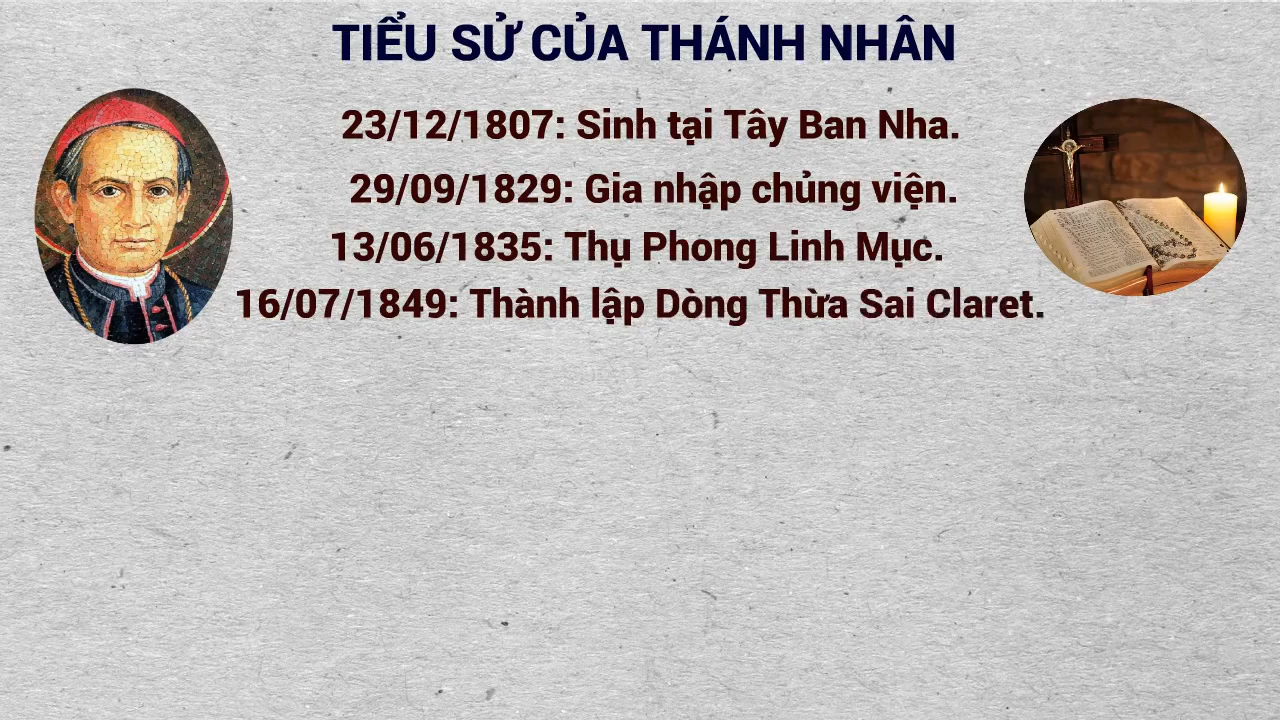 TIỂU SỬ CỦA THÁNH NHÂN
23/12/1807: Sinh tại Tây Ban Nha.
29/09/1829: Gia nhập chủng viện.
13/06/1835: Thụ Phong Linh Mục.
16/07/1849: Thành lập Dòng Thừa Sai Claret.